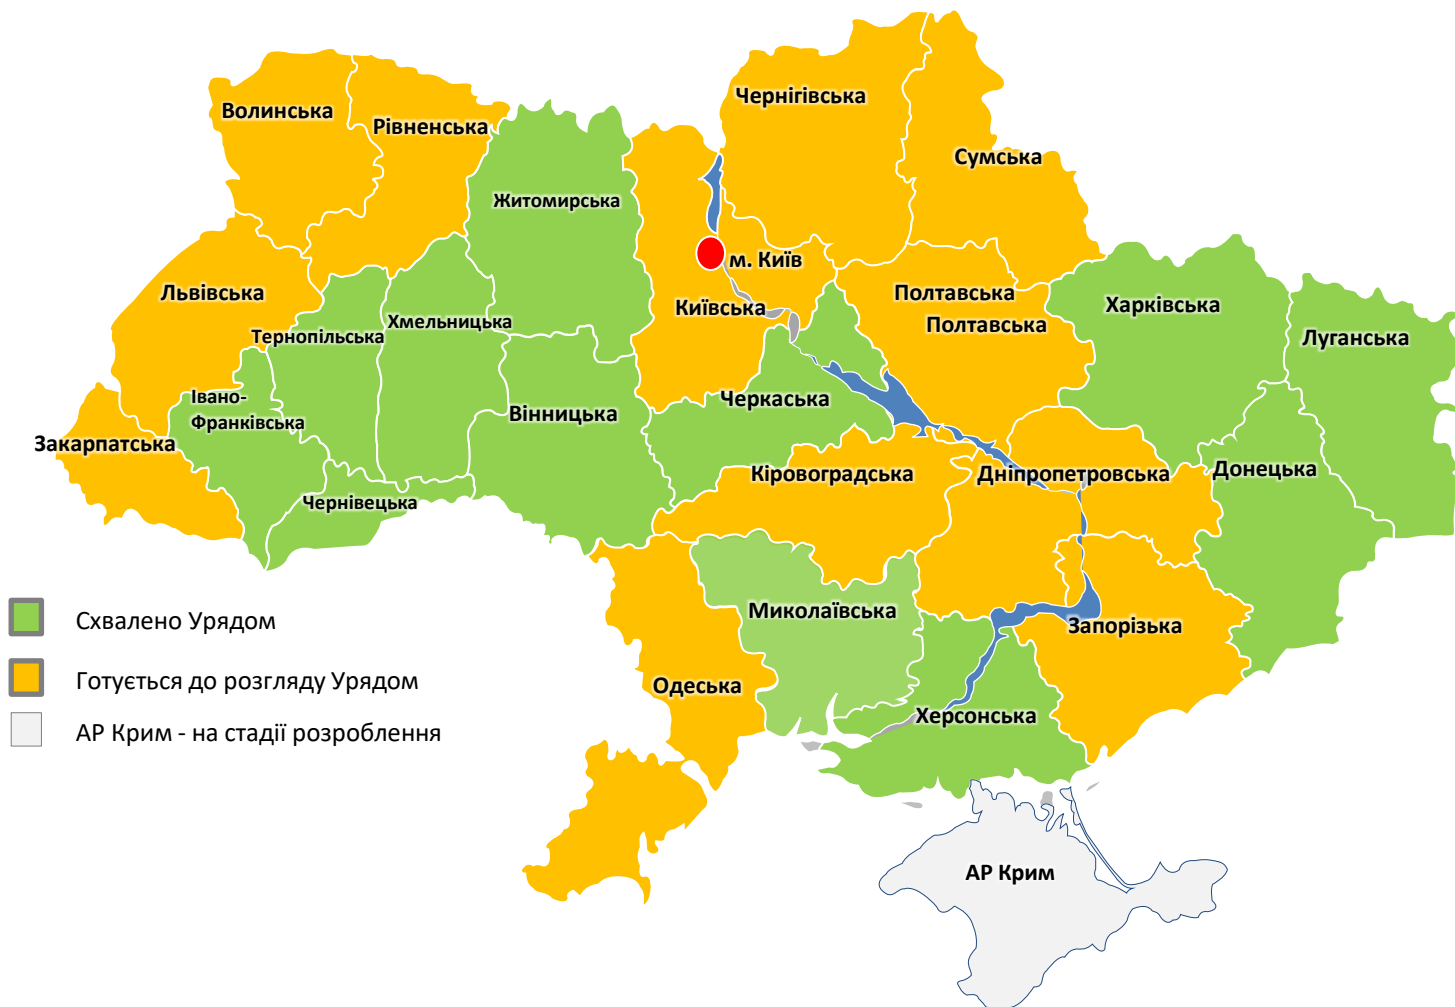 Волинська
Рівненська
Чернігівська
Сумська
Житомирська
м. Київ
Львівська
Київська
Полтавська
Полтавська
Харківська
Луганська
Тернопільська
Хмельницька
Івано-
Франківська
Вінницька
Черкаська
Закарпатська
Чернівецька
Кіровоградська
Дніпропетровська
Донецька
Миколаївська
Запорізька
Одеська
Херсонська
АР Крим
Схвалено Урядом
Готується до розгляду Урядом
АР Крим - на стадії розроблення